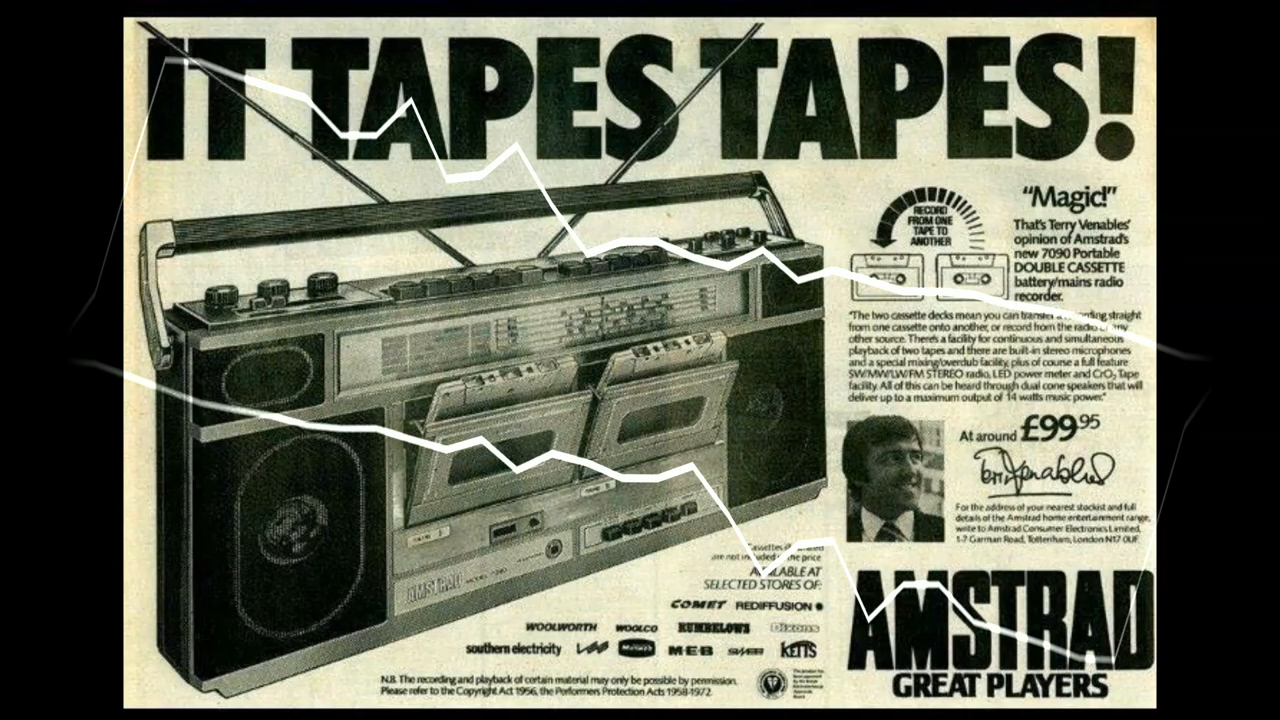 IT TAPES TAPES!
RECORD
FROM ONE
TAPE TO
ANOTHER
"Magic!"
That's Terry Venables'
opinion of Amstrad's
new 7090 Portable
DOUBLE CASSETTE
battery/mains radio
recorder.
"The two cassette decks mean you can transfer a recording straight
from one cassette onto another, or record from the radio or any
other source. There's a facility for continuous and simultaneous
playback of two tapes and there are built-in stereo microphones
and a special mixing/overdub facility, plus of course a full feature
SW/MW/LW/FM STEREO radio, LED power meter and CrO2 Tape
facility. All of this can be heard through dual cone speakers that will
deliver up to a maximum output of 14 watts music power."
At around £99.95
Terry Venables
For the address of your nearest stockist and full
details of the Amstrad home entertainment range,
write to Amstrad Consumer Electronics Limited,
1-7 Garman Road, Tottenham, London N17 0UF.
AMSTRAD
Cassettes
are not included in the price
AVAILABLE AT
SELECTED STORES OF:
COMET REDIFFUSION
WOOLWORTH WOOLCO RUMBELOWS Dixons
southern electricity MEB SWEB KETTS
N.B. The recording and playback of certain material may only be possible by permission.
Please refer to the Copyright Act 1956, the Performers Protection Acts 1958-1972.
AMSTRAD
GREAT PLAYERS